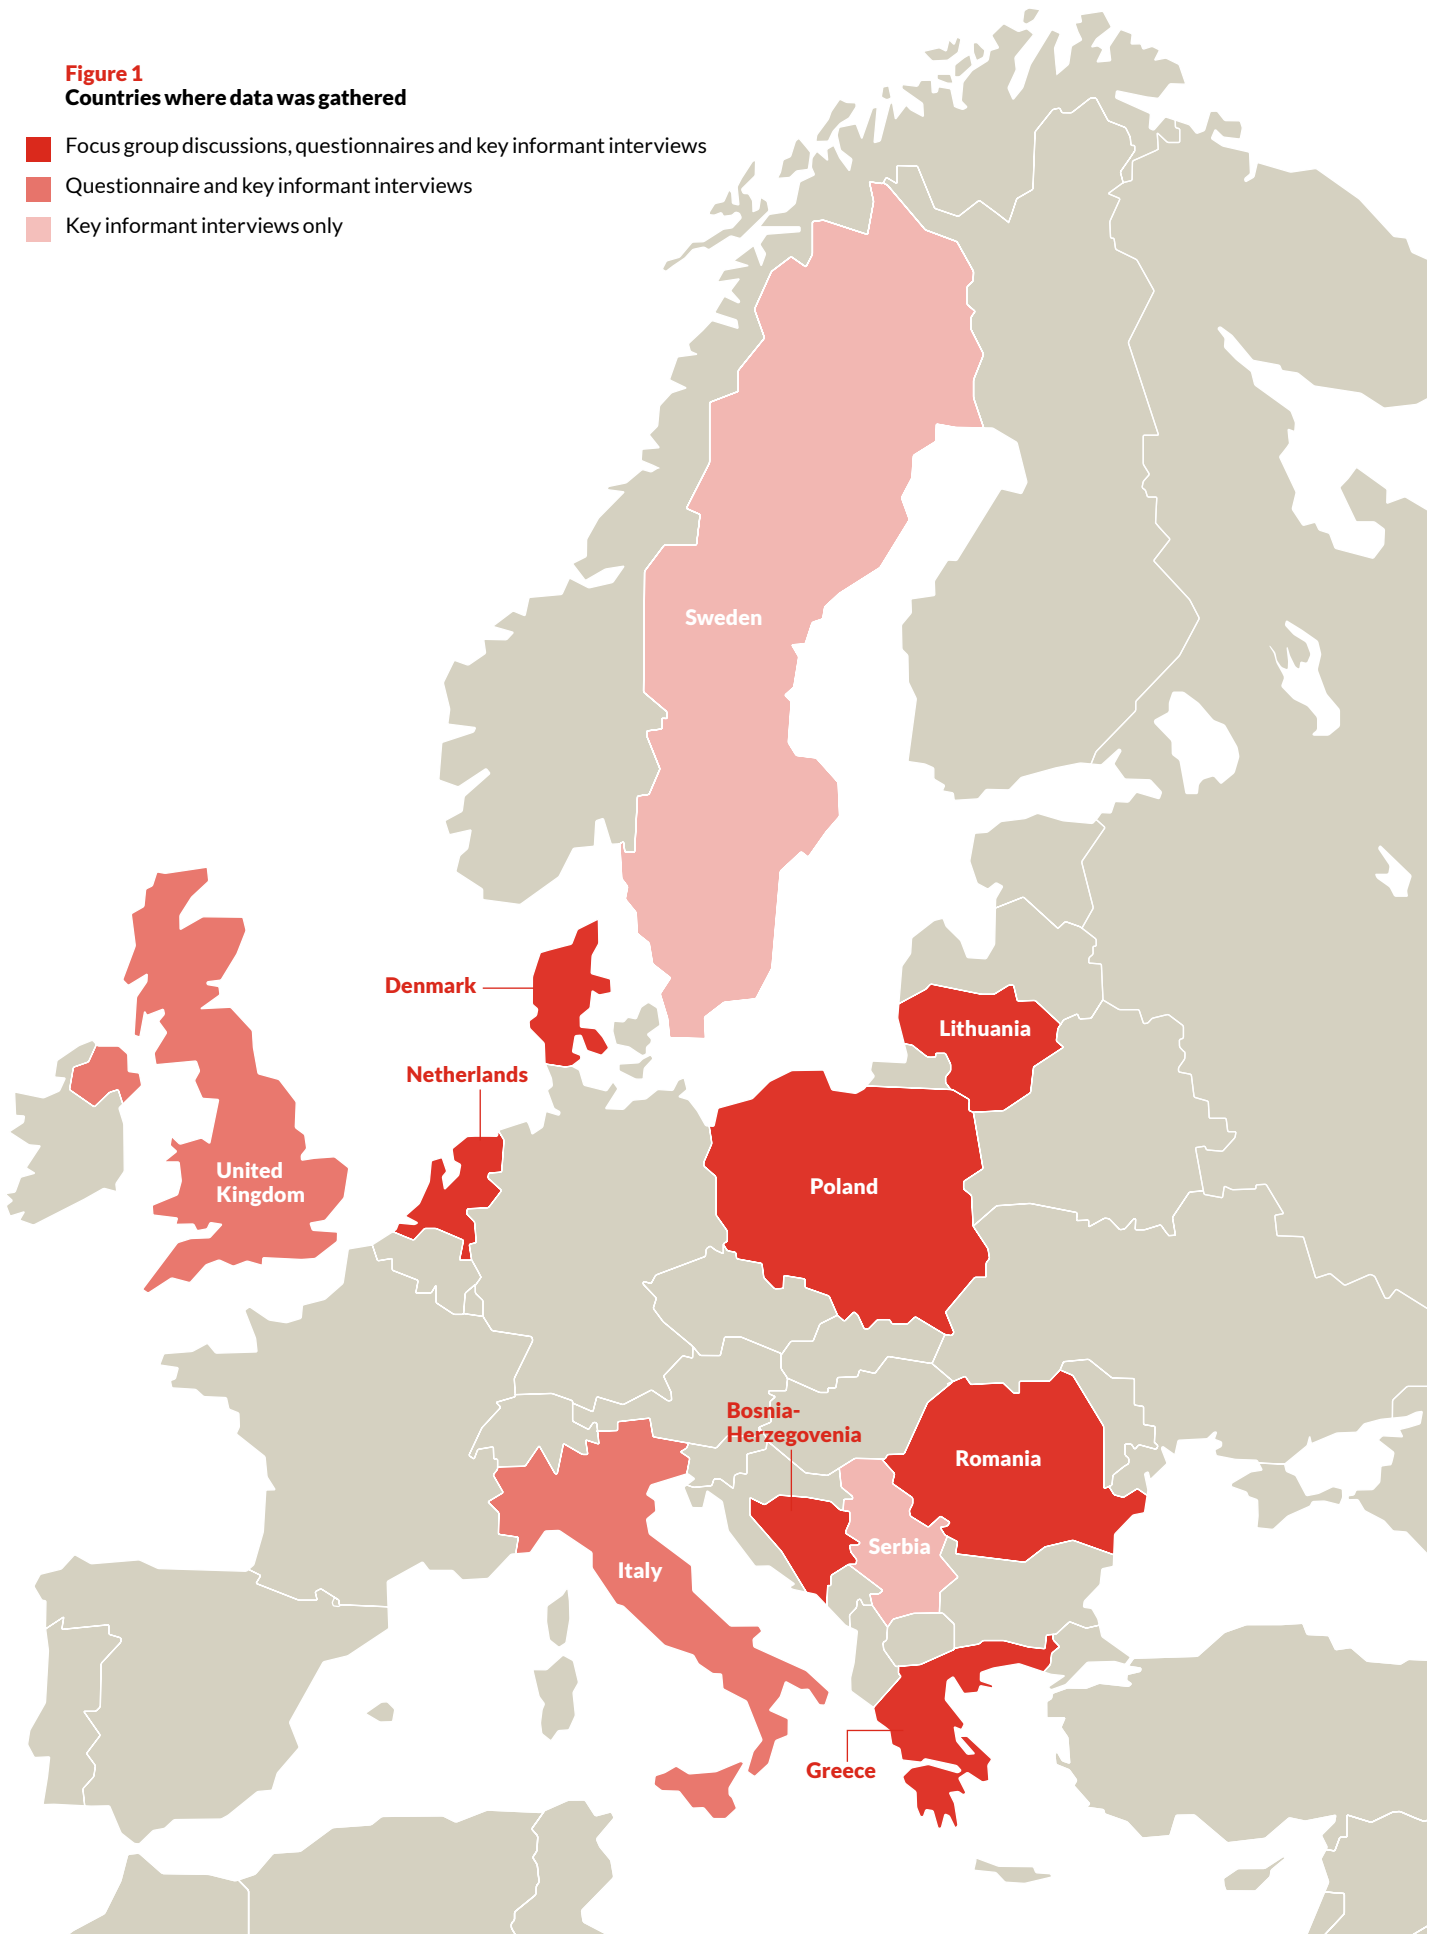 Figure 1
Countries where data was gathered
Focus group discussions, questionnaires and key informant interviews
Questionnaire and key informant interviews
Key informant interviews only
Sweden
Denmark
Lithuania
Netherlands
United
Kingdom
Poland
Bosnia-
Herzegovenia
Romania
Serbia
Italy
Greece